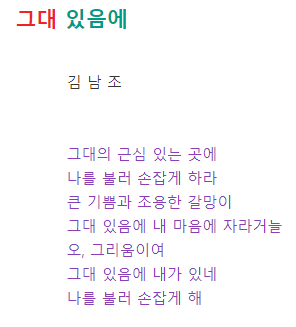 그대 있음에
김 남 조
그대의 근심 있는 곳에
나를 불러 손잡게 하라
큰 기쁨과 조용한 갈망이
그대 있음에 내 마음에 자라거늘
오, 그리움이여
그대 있음에 내가 있네
나를 불러 손잡게 해